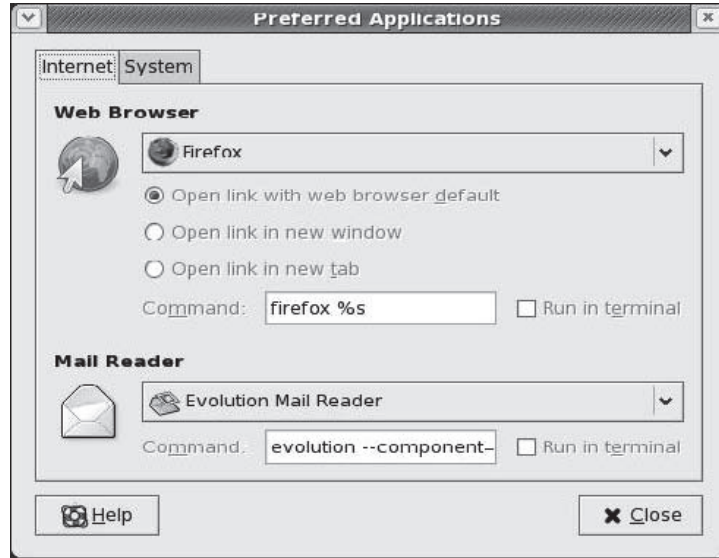 Preferred Applications
Internet System
Web Browser
Firefox
Open link with web browser default
Open link in new window
Open link in new tab
Command: firefox %s Run in terminal
Mail Reader
Evolution Mail Reader
Command: evolution --component- Run in terminal
Help Close